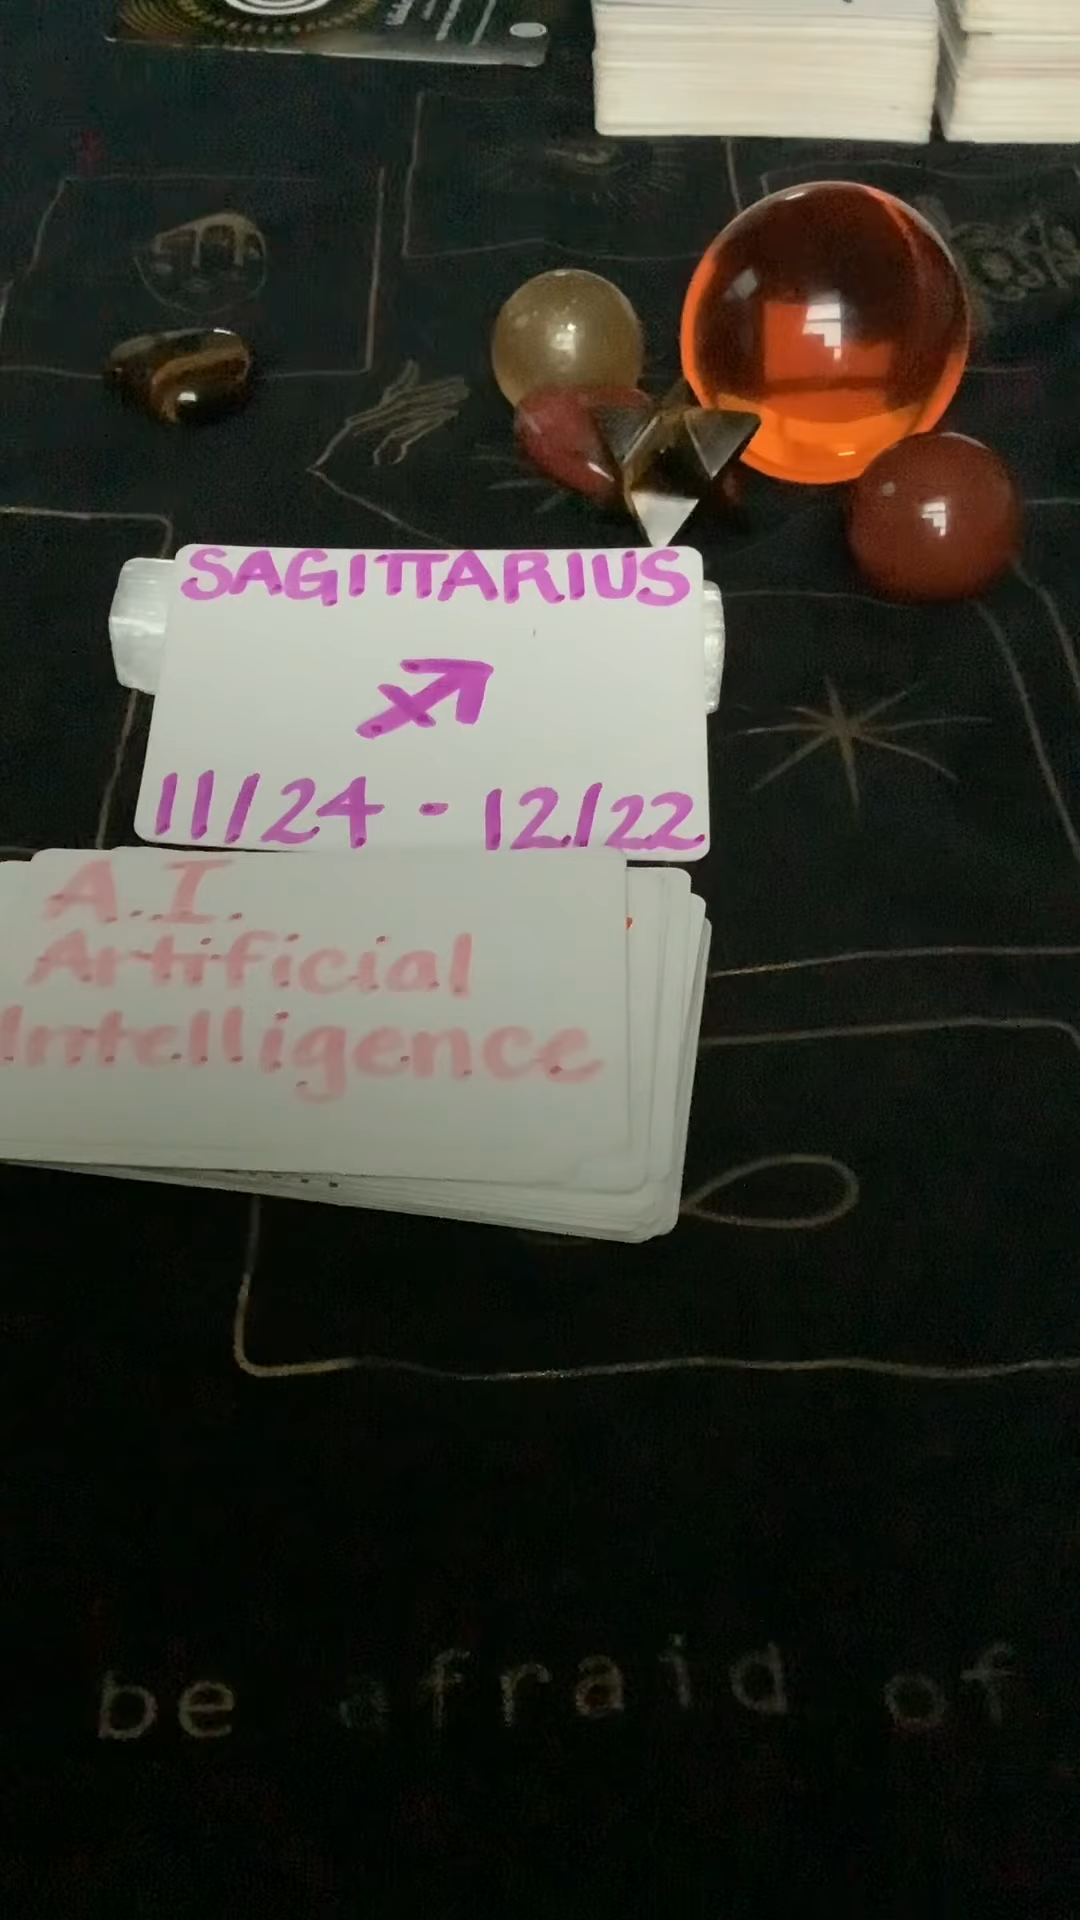 SAGITTARIUS
11/24 - 12/22
A.I.
Artificial
Intelligence
be afraid of